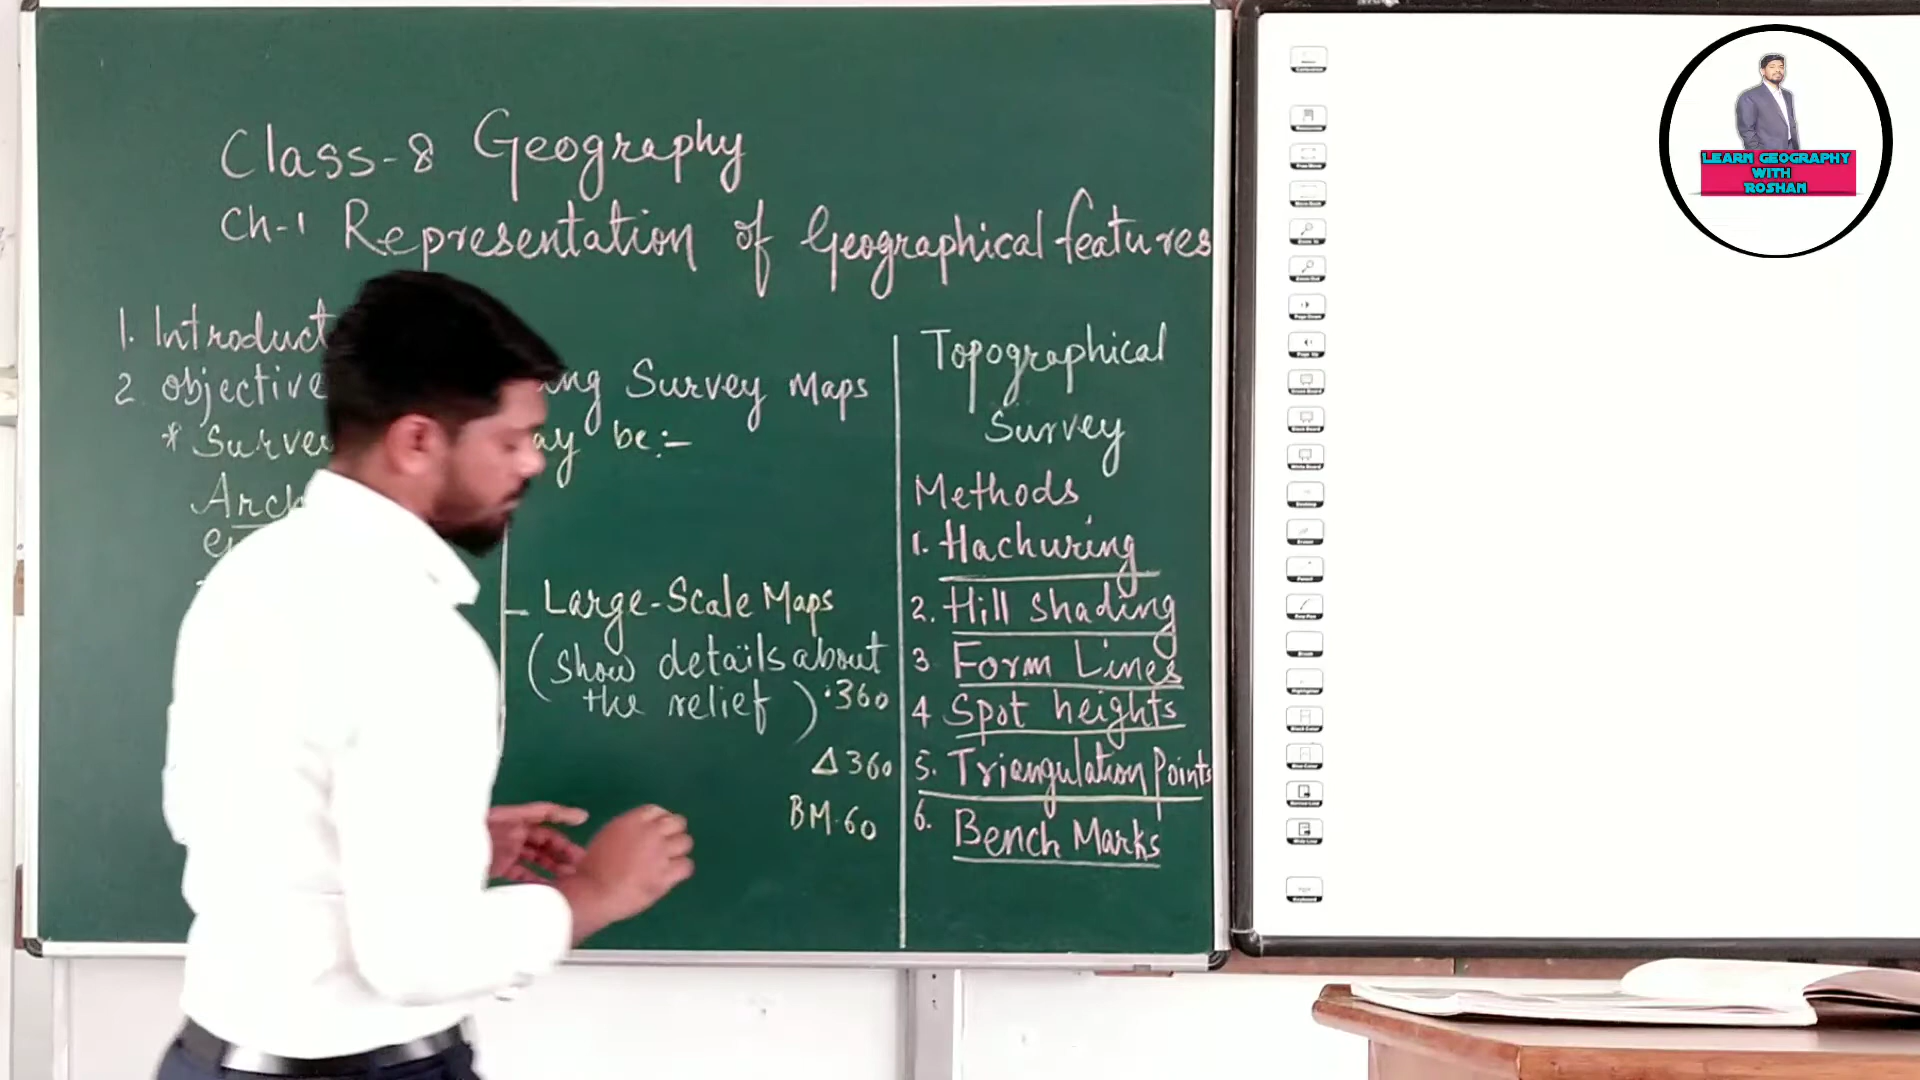 Class-8 Geography
Ch-1 Representation of Geographical features
1. Introduct
2. objective ing Survey Maps
* Surve ay be:-
Arch
Large-Scale Maps
(Show details about
the relief)
.360
Δ360
BM.60
Topographical
Survey
Methods
1. Hachuring
2. Hill shading
3 Form Lines
4 Spot heights
5. Triangulation Points
6. Bench Marks
LEARN GEOGRAPHY
WITH
ROSHAN